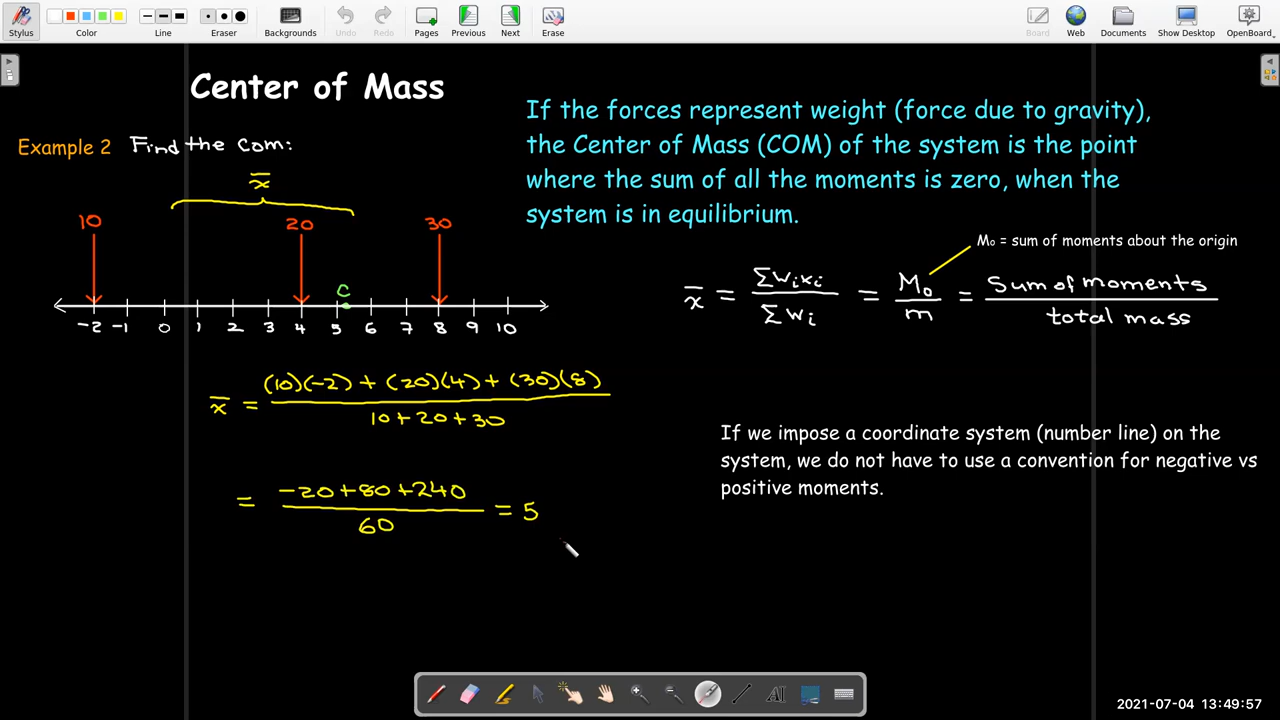 Stylus Color Line Eraser Backgrounds Undo Redo Pages Previous Next Erase Board Web Documents Show Desktop OpenBoard
Center of Mass
Example 2 Find the com:
x̅
10 20 30
C
-2 -1 0 1 2 3 4 5 6 7 8 9 10
x̅ = (10)(-2) + (20)(4) + (30)(8)
10 + 20 + 30
= -20 + 80 + 240 = 5
60
If the forces represent weight (force due to gravity),
the Center of Mass (COM) of the system is the point
where the sum of all the moments is zero, when the
system is in equilibrium.
M₀ = sum of moments about the origin
x̅ = Σwᵢxᵢ / Σwᵢ = M₀ / m = Sum of moments / total mass
If we impose a coordinate system (number line) on the
system, we do not have to use a convention for negative vs
positive moments.
AI
2021-07-04 13:49:57